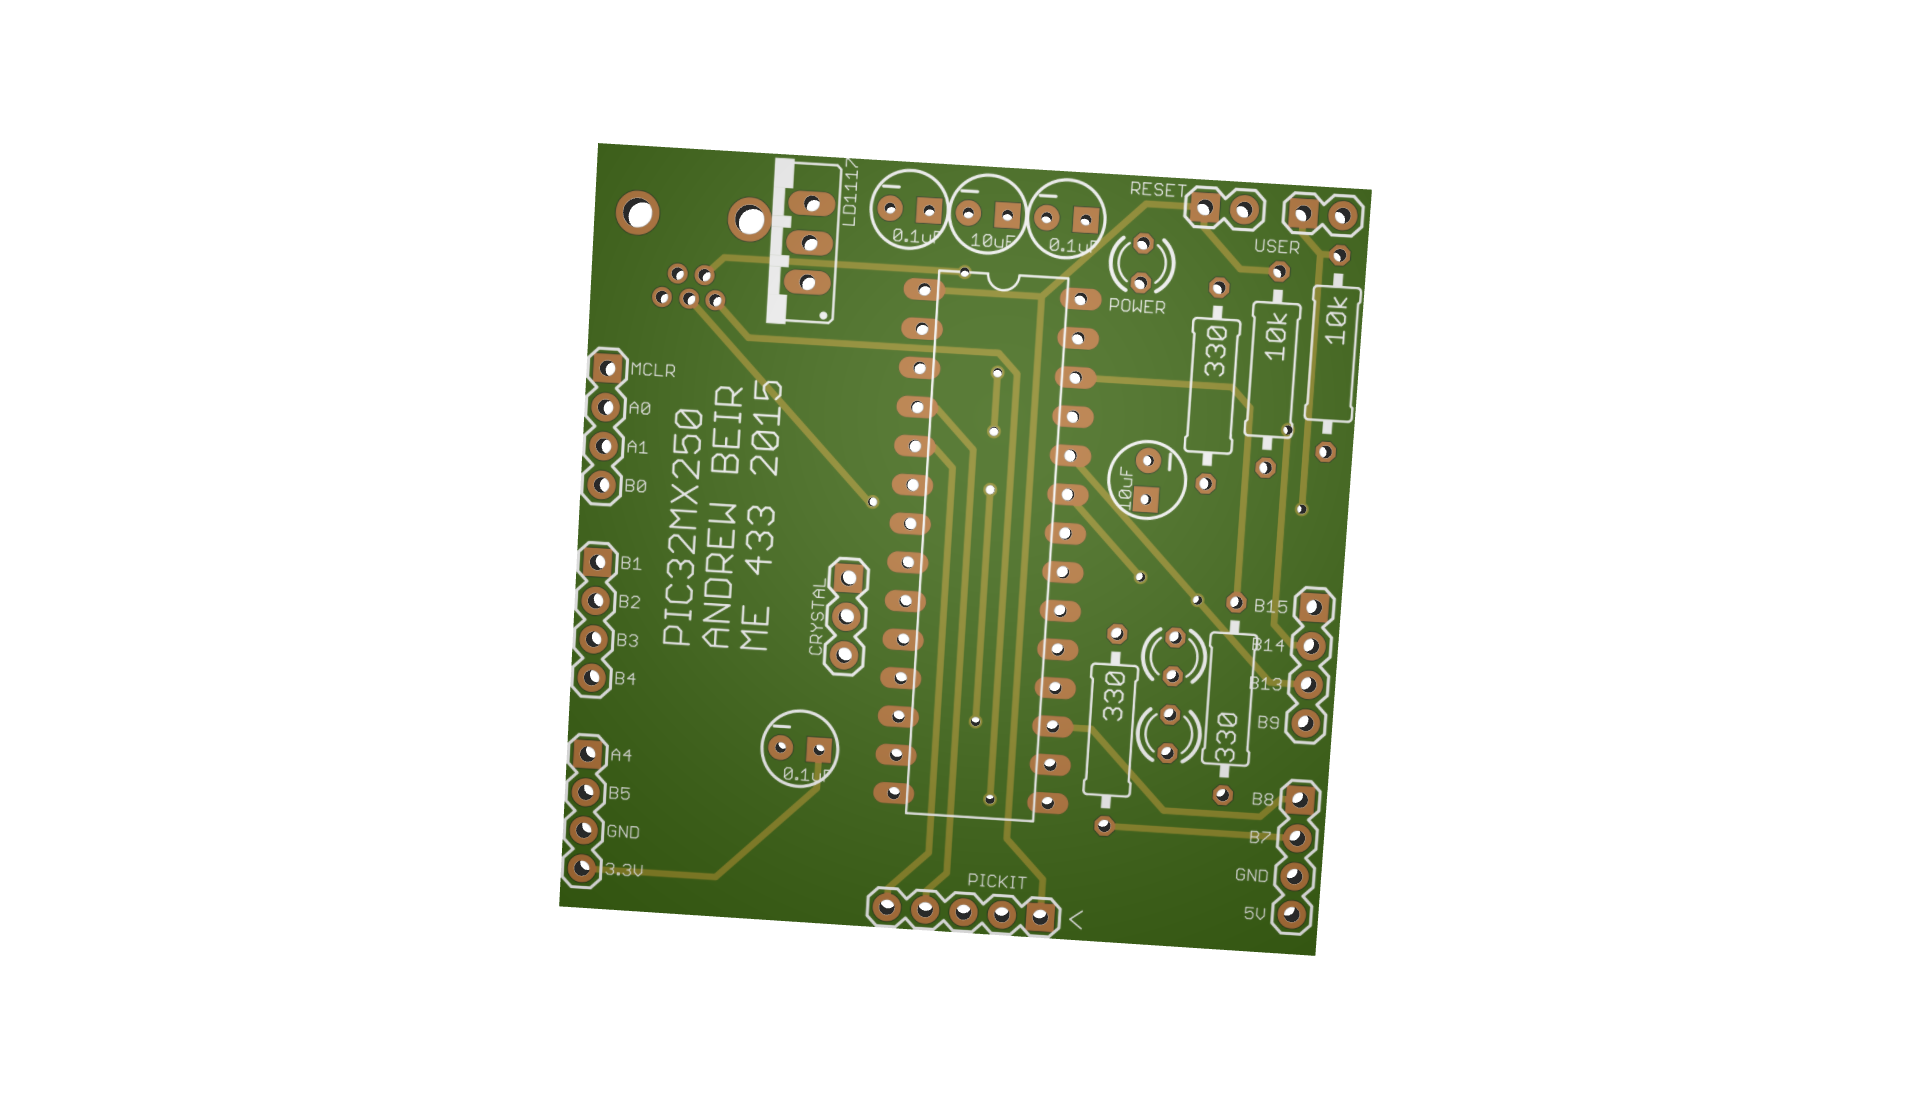 LD1117
0.1uF
10uF
0.1uF
RESET
USER
POWER
330
10k
10k
MCLR
A0
A1
B0
PIC32MX250
ANDREW BEIR
ME 433 2015
10uF
B1
B2
B3
B4
CRYSTAL
B15
B14
B13
B9
330
330
0.1uF
A4
B5
GND
3.3V
B8
B7
GND
5V
PICKIT
<